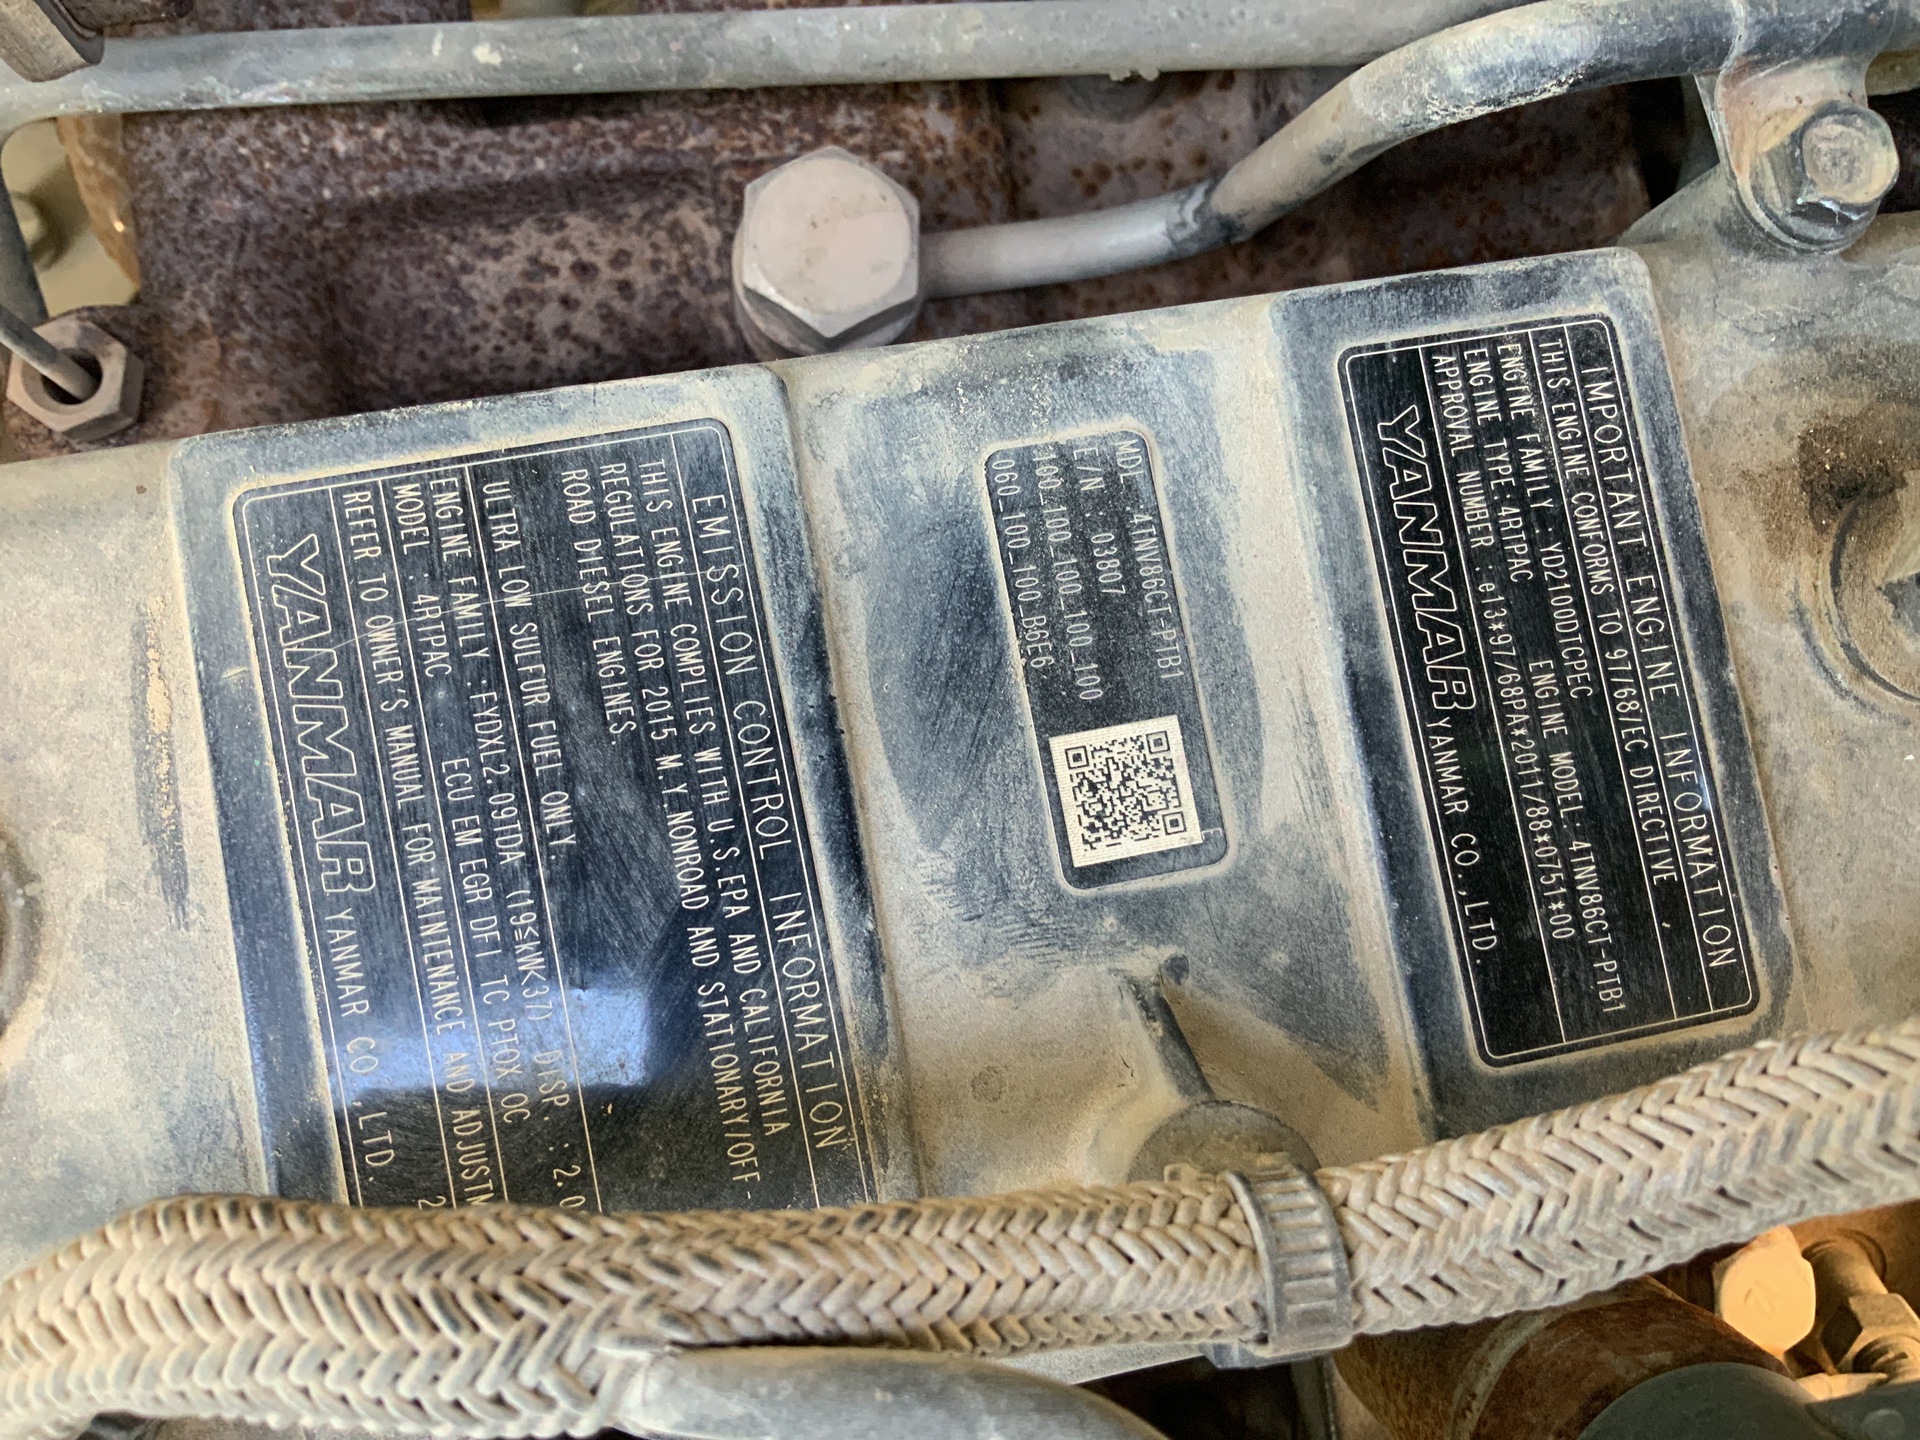 EMISSION CONTROL INFORMATION
THIS ENGINE COMPLIES WITH U.S.EPA AND CALIFORNIA
REGULATIONS FOR 2015 M.Y.NONROAD AND STATIONARY/OFF-
ROAD DIESEL ENGINES.
ULTRA LOW SULFUR FUEL ONLY.
ENGINE FAMILY : FYDXL2.09TDA (19≤kW<37) DISP. : 2.0
MODEL : 4RTPAC ECU EM EGR DFI TC PTOX OC
REFER TO OWNER'S MANUAL FOR MAINTENANCE AND ADJUSTM
YANMAR YANMAR CO.,LTD.
MDL 4TNV86CT-PTB1
E/N : 03807
100_100_100_100_100
060_100_100_100_B6E6
E
IMPORTANT ENGINE INFORMATION
THIS ENGINE CONFORMS TO 97/68/EC DIRECTIVE,
ENGINE FAMILY : YD2100DTCPEC
ENGINE TYPE:4RTPAC ENGINE MODEL:4TNV86CT-PTB1
APPROVAL NUMBER : e13*97/68PA*2011/88*0751*00
YANMAR YANMAR CO.,LTD.